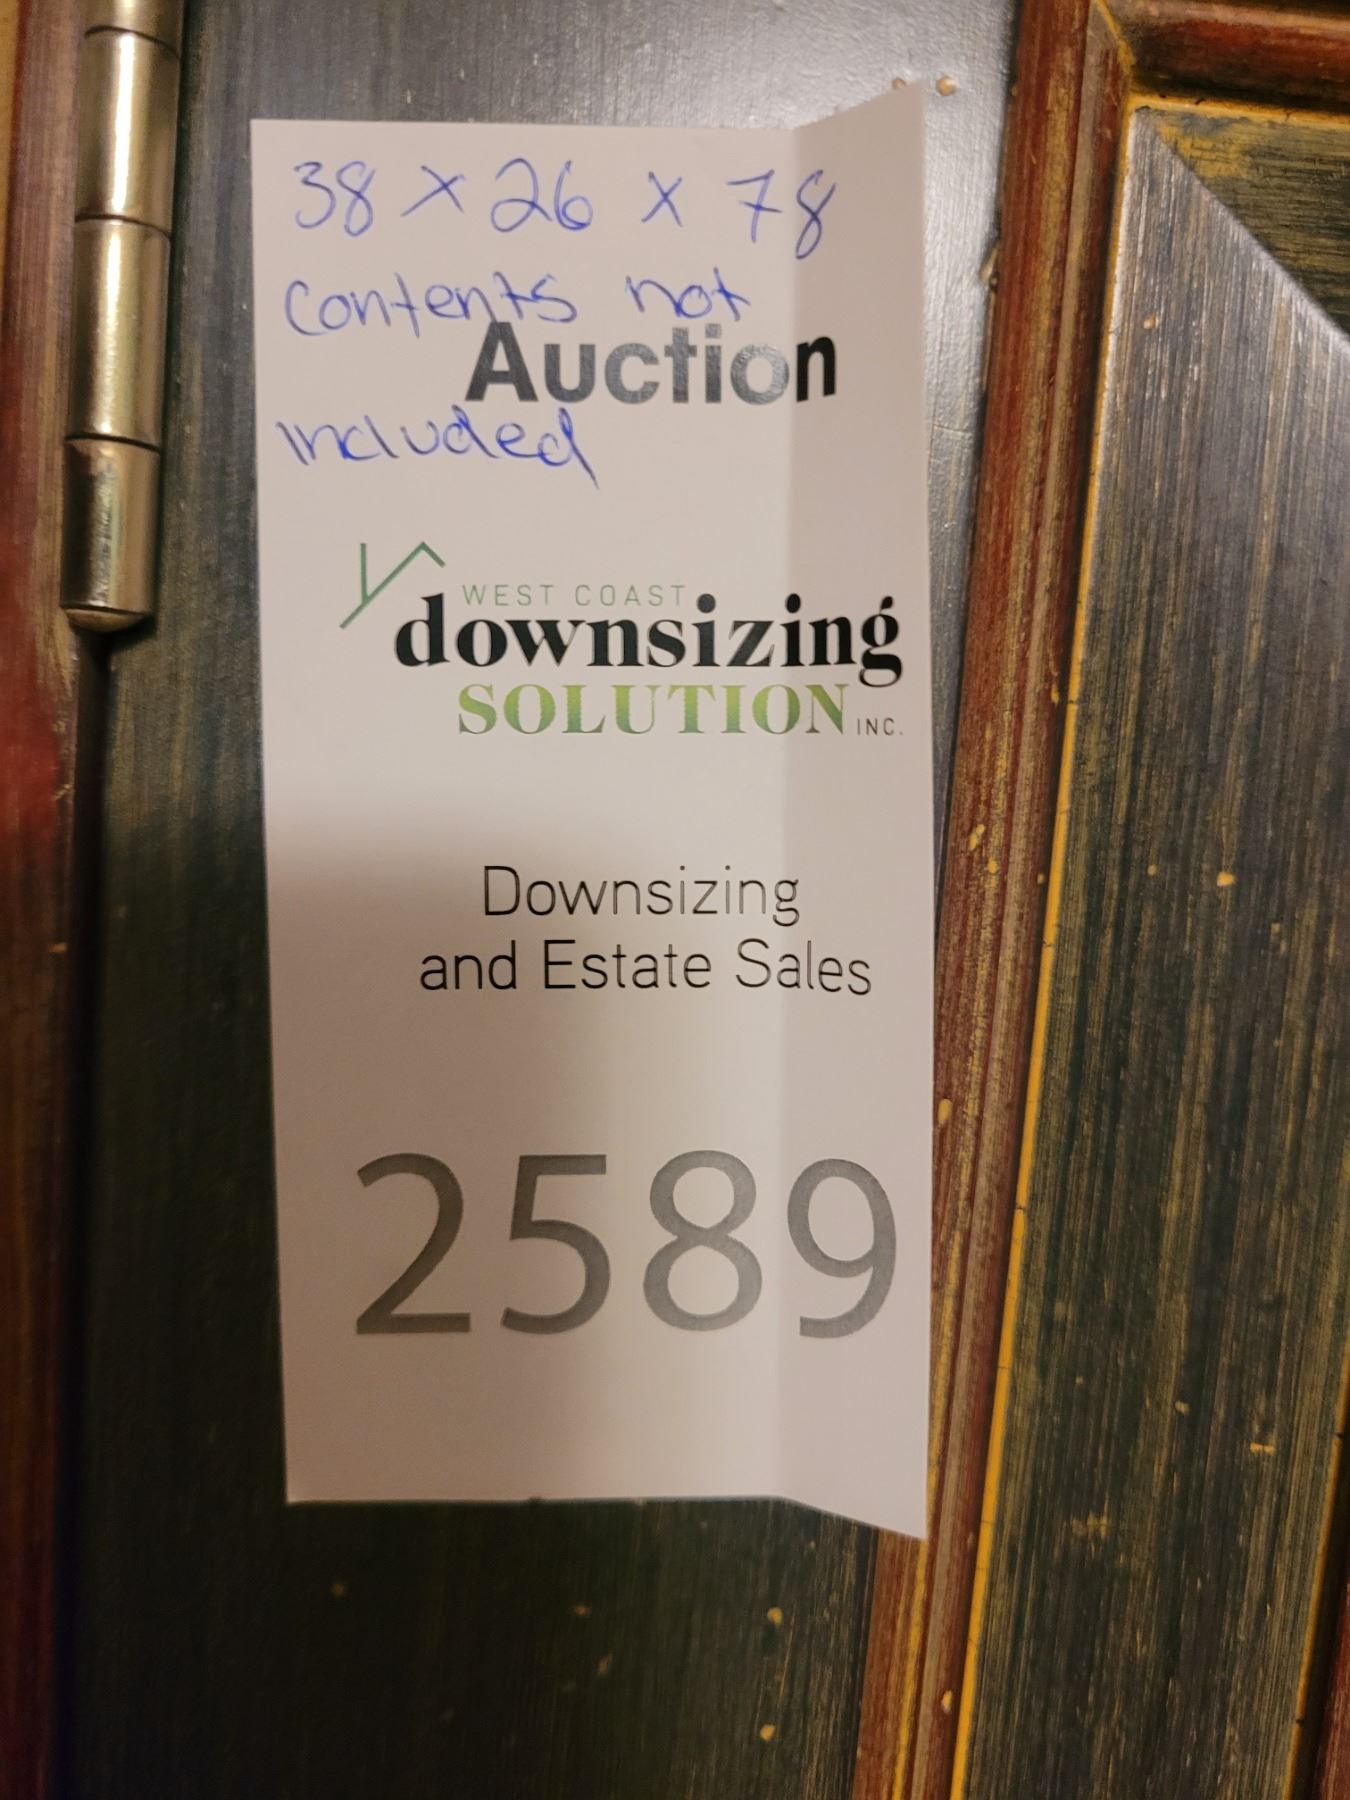 38 x 26 x 78
contents not
Auction
included
WEST COAST
downsizing
SOLUTION INC.
Downsizing
and Estate Sales
2589